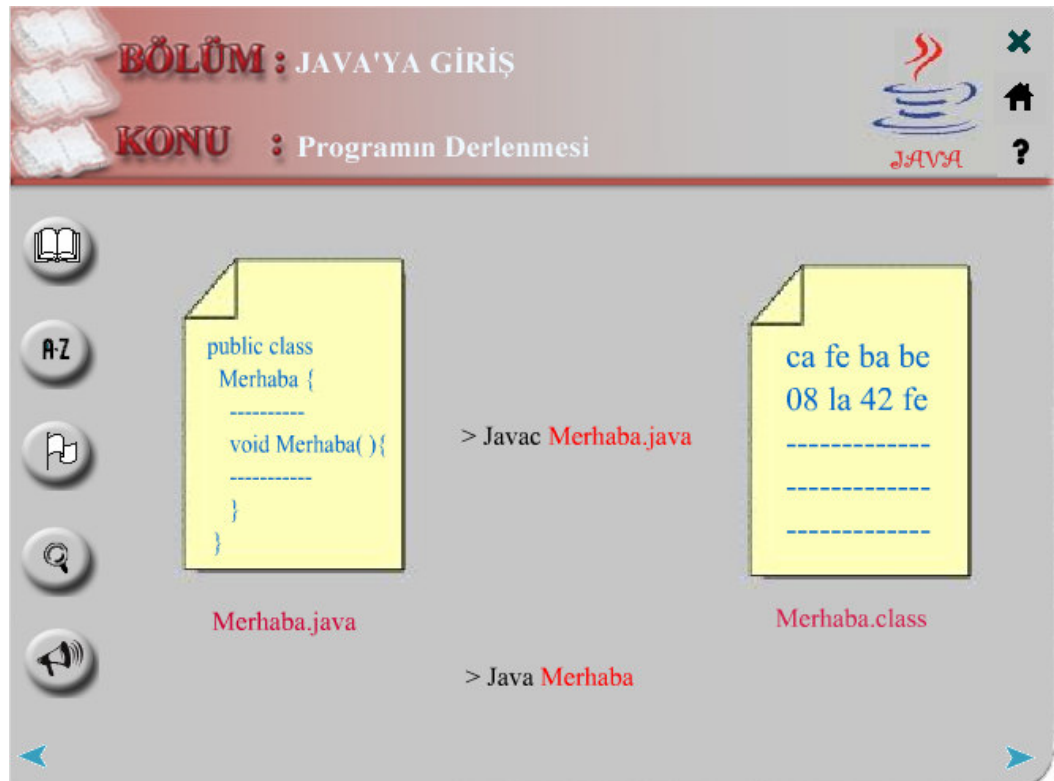 BÖLÜM : JAVA'YA GİRİŞ
KONU : Programın Derlenmesi
JAVA
?
A-Z
public class
Merhaba {
----------
void Merhaba( ){
-----------
}
}
Merhaba.java
> Javac Merhaba.java
ca fe ba be
08 la 42 fe
-------------
-------------
-------------
Merhaba.class
> Java Merhaba